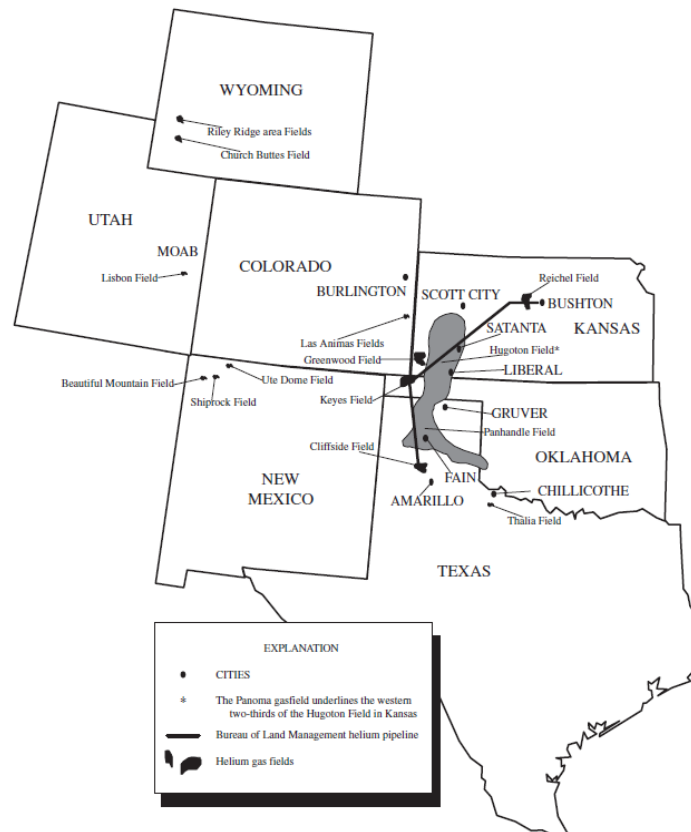 WYOMING
Riley Ridge area Fields
Church Buttes Field
UTAH
MOAB
Lisbon Field
COLORADO
BURLINGTON
Las Animas Fields
Greenwood Field
Keyes Field
SCOTT CITY
Reichel Field
BUSHTON
SATANTA
KANSAS
Hugoton Field*
LIBERAL
Beautiful Mountain Field
Ute Dome Field
Shiprock Field
GRUVER
Panhandle Field
Cliffside Field
OKLAHOMA
FAIN
NEW
MEXICO
AMARILLO
CHILLICOTHE
Thalia Field
TEXAS
EXPLANATION
CITIES
* The Panoma gasfield underlines the western
two-thirds of the Hugoton Field in Kansas
Bureau of Land Management helium pipeline
Helium gas fields